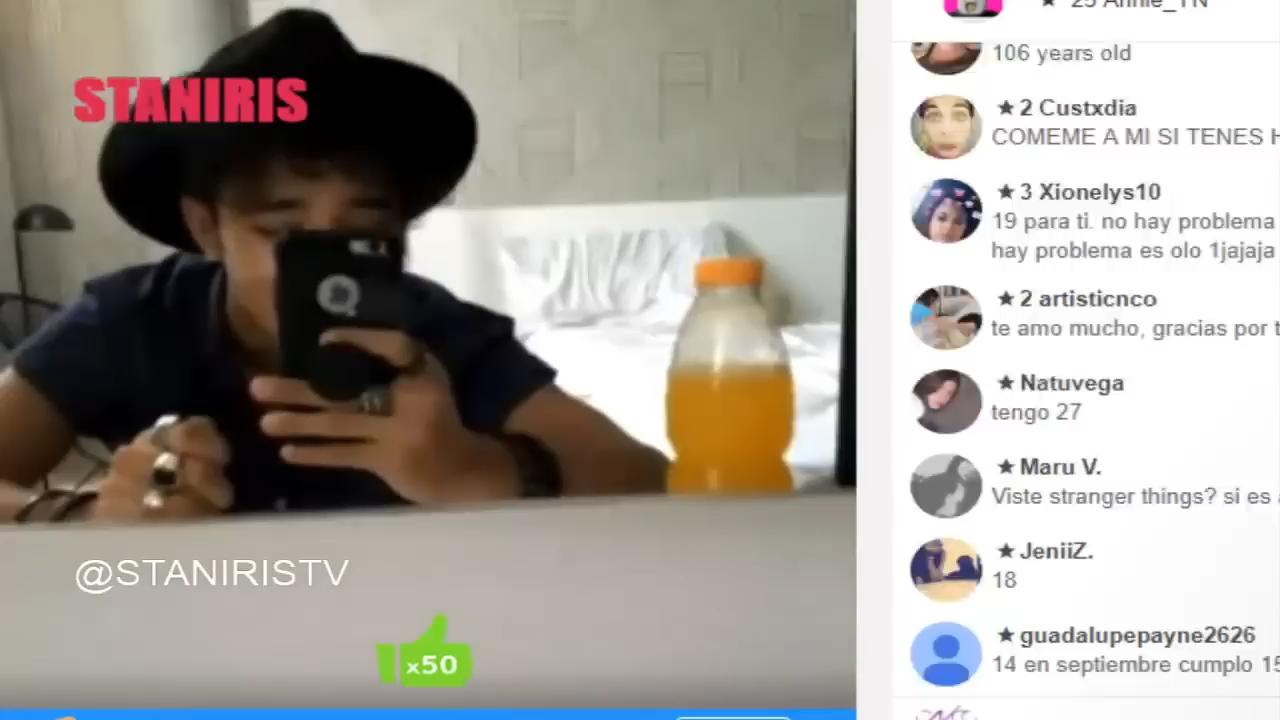 STANIRIS
@STANIRISTV
x50
★ 25 Annie_TN
106 years old
★ 2 Custxdia
COMEME A MI SI TENES H
★ 3 Xionelys10
19 para ti. no hay problema
hay problema es olo 1jajaja
★ 2 artisticnco
te amo mucho, gracias por t
★ Natuvega
tengo 27
★ Maru V.
Viste stranger things? si es a
★ JeniiZ.
18
★ guadalupepayne2626
14 en septiembre cumplo 15